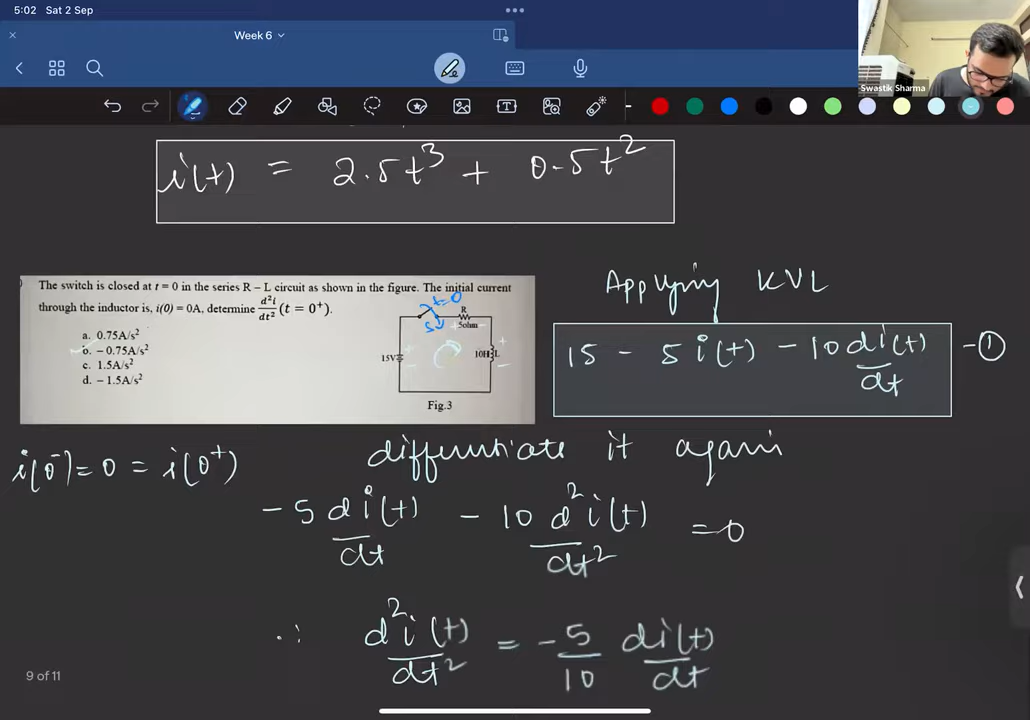 5:02 Sat 2 Sep
Week 6
Swastik Sharma
i(t) = 2.5t³ + 0.5t²
The switch is closed at t = 0 in the series R – L circuit as shown in the figure. The initial current
through the inductor is, i(0) = 0A, determine d²i/dt² (t = 0⁺).
a. 0.75A/s²
b. – 0.75A/s²
c. 1.5A/s²
d. – 1.5A/s²
t=0
S
R
5ohm
15V
10H
L
Fig.3
Applying KVL
15 - 5 i(t) - 10 di(t)/dt -①
i(0⁻) = 0 = i(0⁺)
differentiate it again
-5 di(t)/dt - 10 d²i(t)/dt² = 0
∴ d²i(t)/dt² = -5/10 di(t)/dt
9 of 11